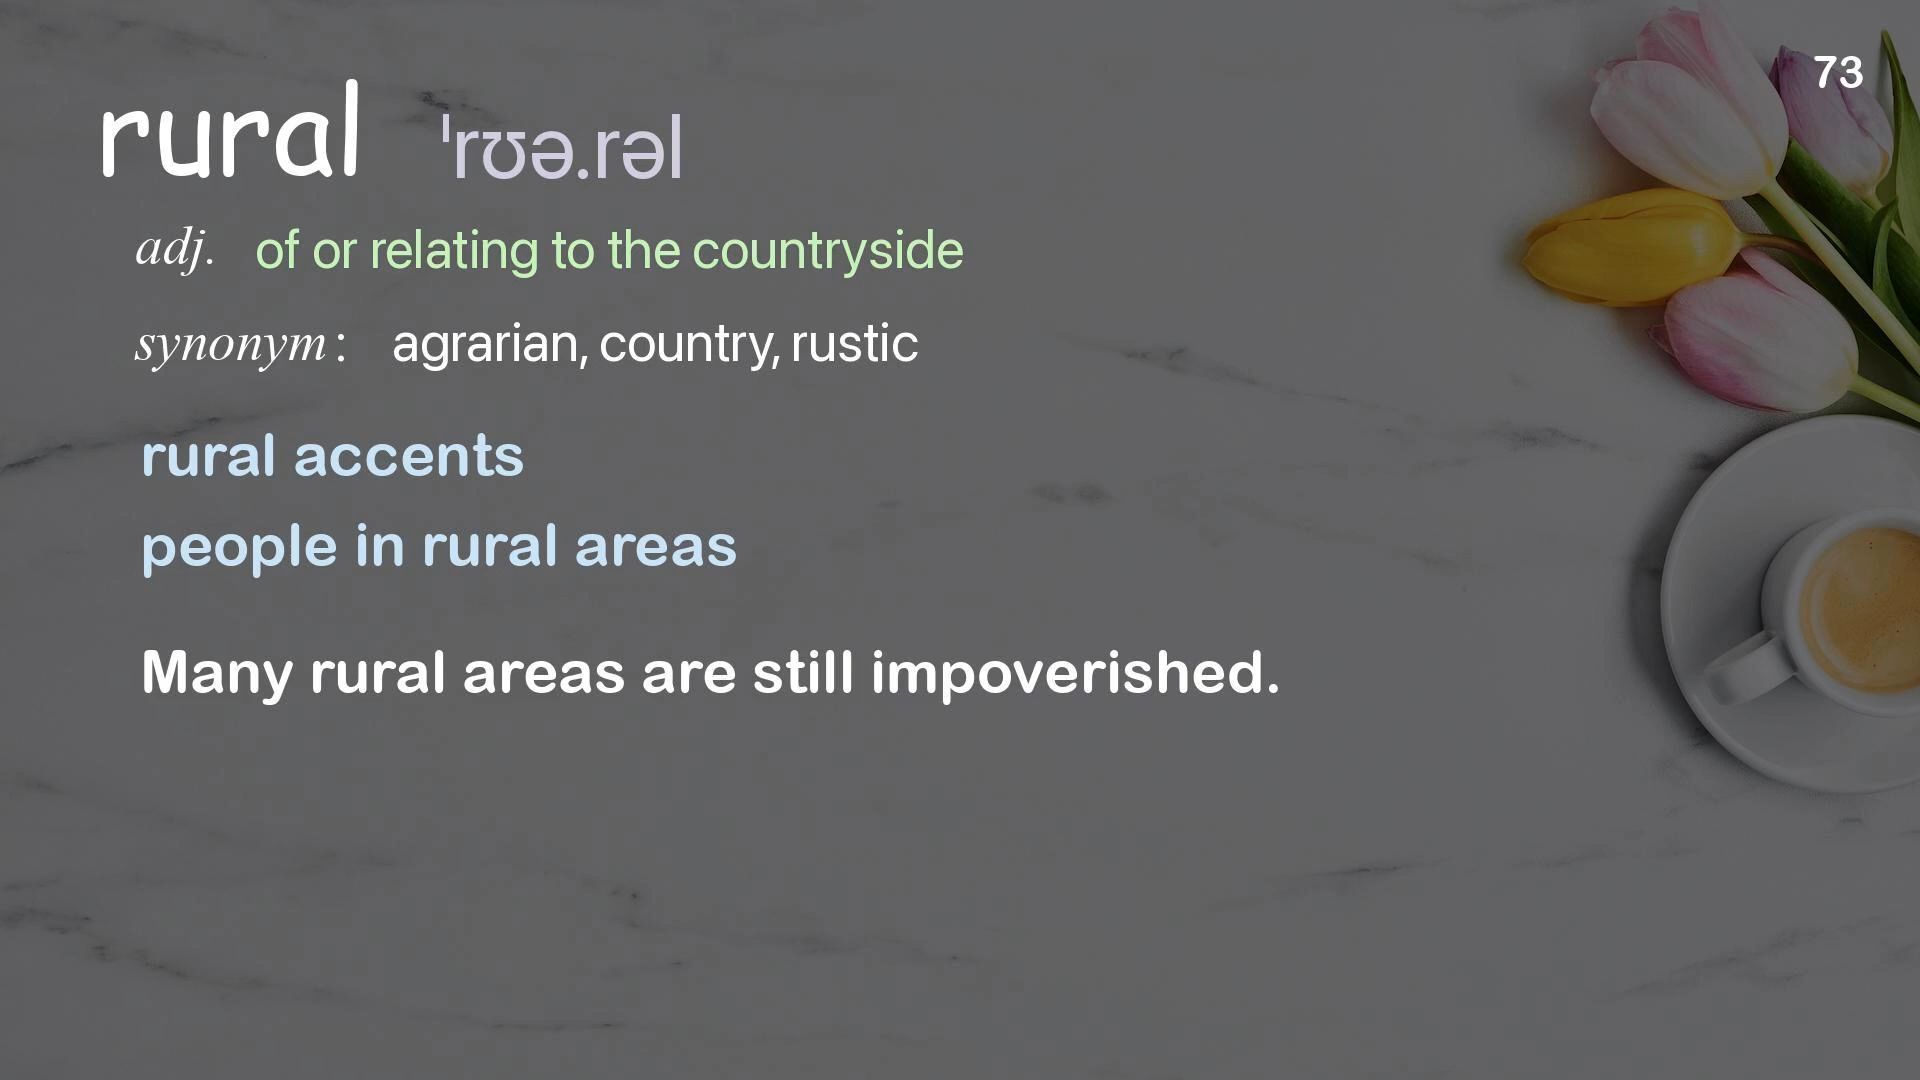 73
rural ˈrʊə.rəl
adj. of or relating to the countryside
synonym : agrarian, country, rustic
rural accents
people in rural areas
Many rural areas are still impoverished.